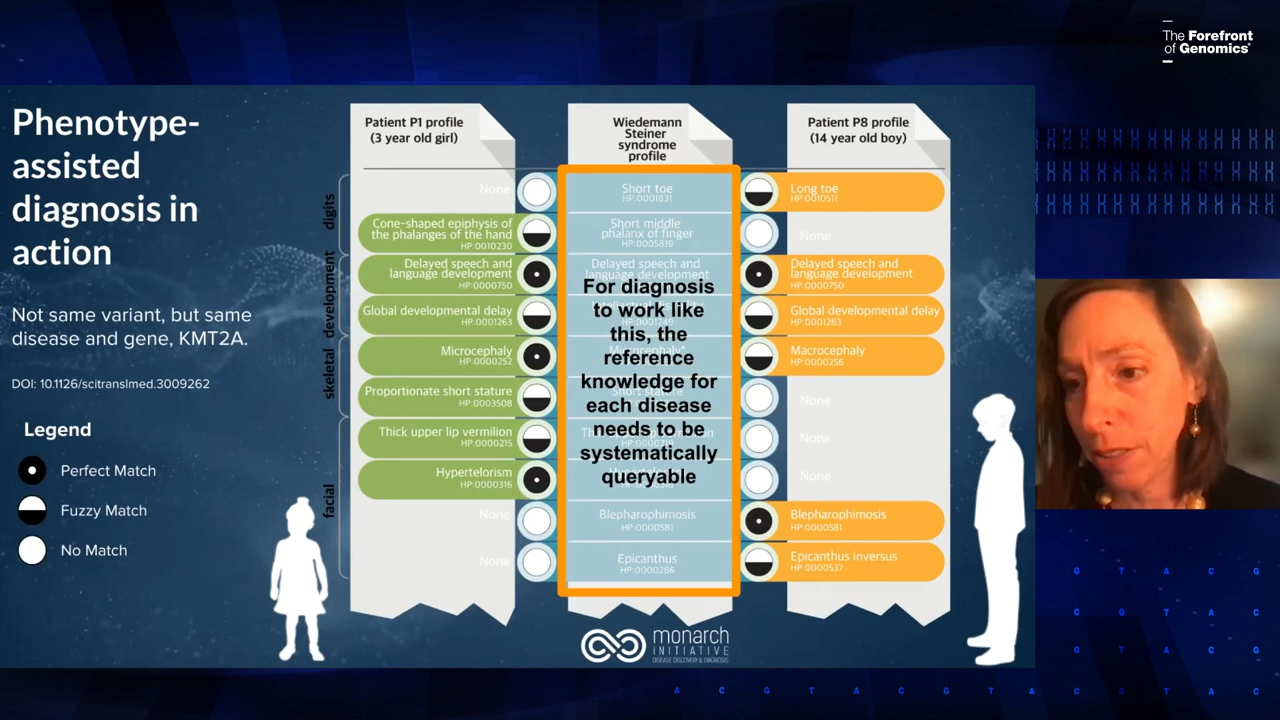 The Forefront
of Genomics®
Phenotype-
assisted
diagnosis in
action
Not same variant, but same
disease and gene, KMT2A.
DOI: 10.1126/scitranslmed.3009262
Legend
Perfect Match
Fuzzy Match
No Match
digits
development
skeletal
facial
Patient P1 profile
(3 year old girl)
None
Cone-shaped epiphysis of
the phalanges of the hand
HP:0010230
Delayed speech and
language development
HP:0000750
Global developmental delay
HP:0001263
Microcephaly
HP:0000252
Proportionate short stature
HP:0003508
Thick upper lip vermilion
HP:0000215
Hypertelorism
HP:0000316
None
None
Wiedemann
Steiner
syndrome
profile
Short toe
HP:0001831
Short middle
phalanx of finger
HP:0005819
Delayed speech and
language development
For diagnosis
to work like
this, the
reference
knowledge for
each disease
needs to be
systematically
queryable
Blepharophimosis
HP:0000581
Epicanthus
HP:0000286
Patient P8 profile
(14 year old boy)
Long toe
HP:0010511
None
Delayed speech and
language development
HP:0000750
Global developmental delay
HP:0001263
Macrocephaly
HP:0000256
None
None
None
Blepharophimosis
HP:0000581
Epicanthus inversus
HP:0000537
monarch
INITIATIVE
DISEASE DISCOVERY & DIAGNOSIS
G T A C G
C G T A C
G T A C G
A C G T A C G T A C G T A C